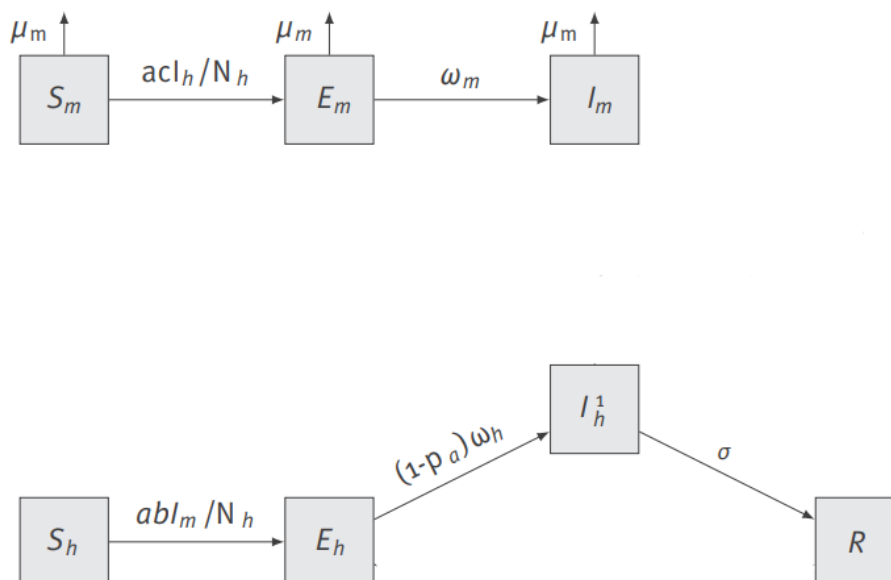 μm μm μm
Sm acIh/Nh Em ωm Im
I¹h
(1-pa)ωh σ
Sh abIm/Nh Eh R